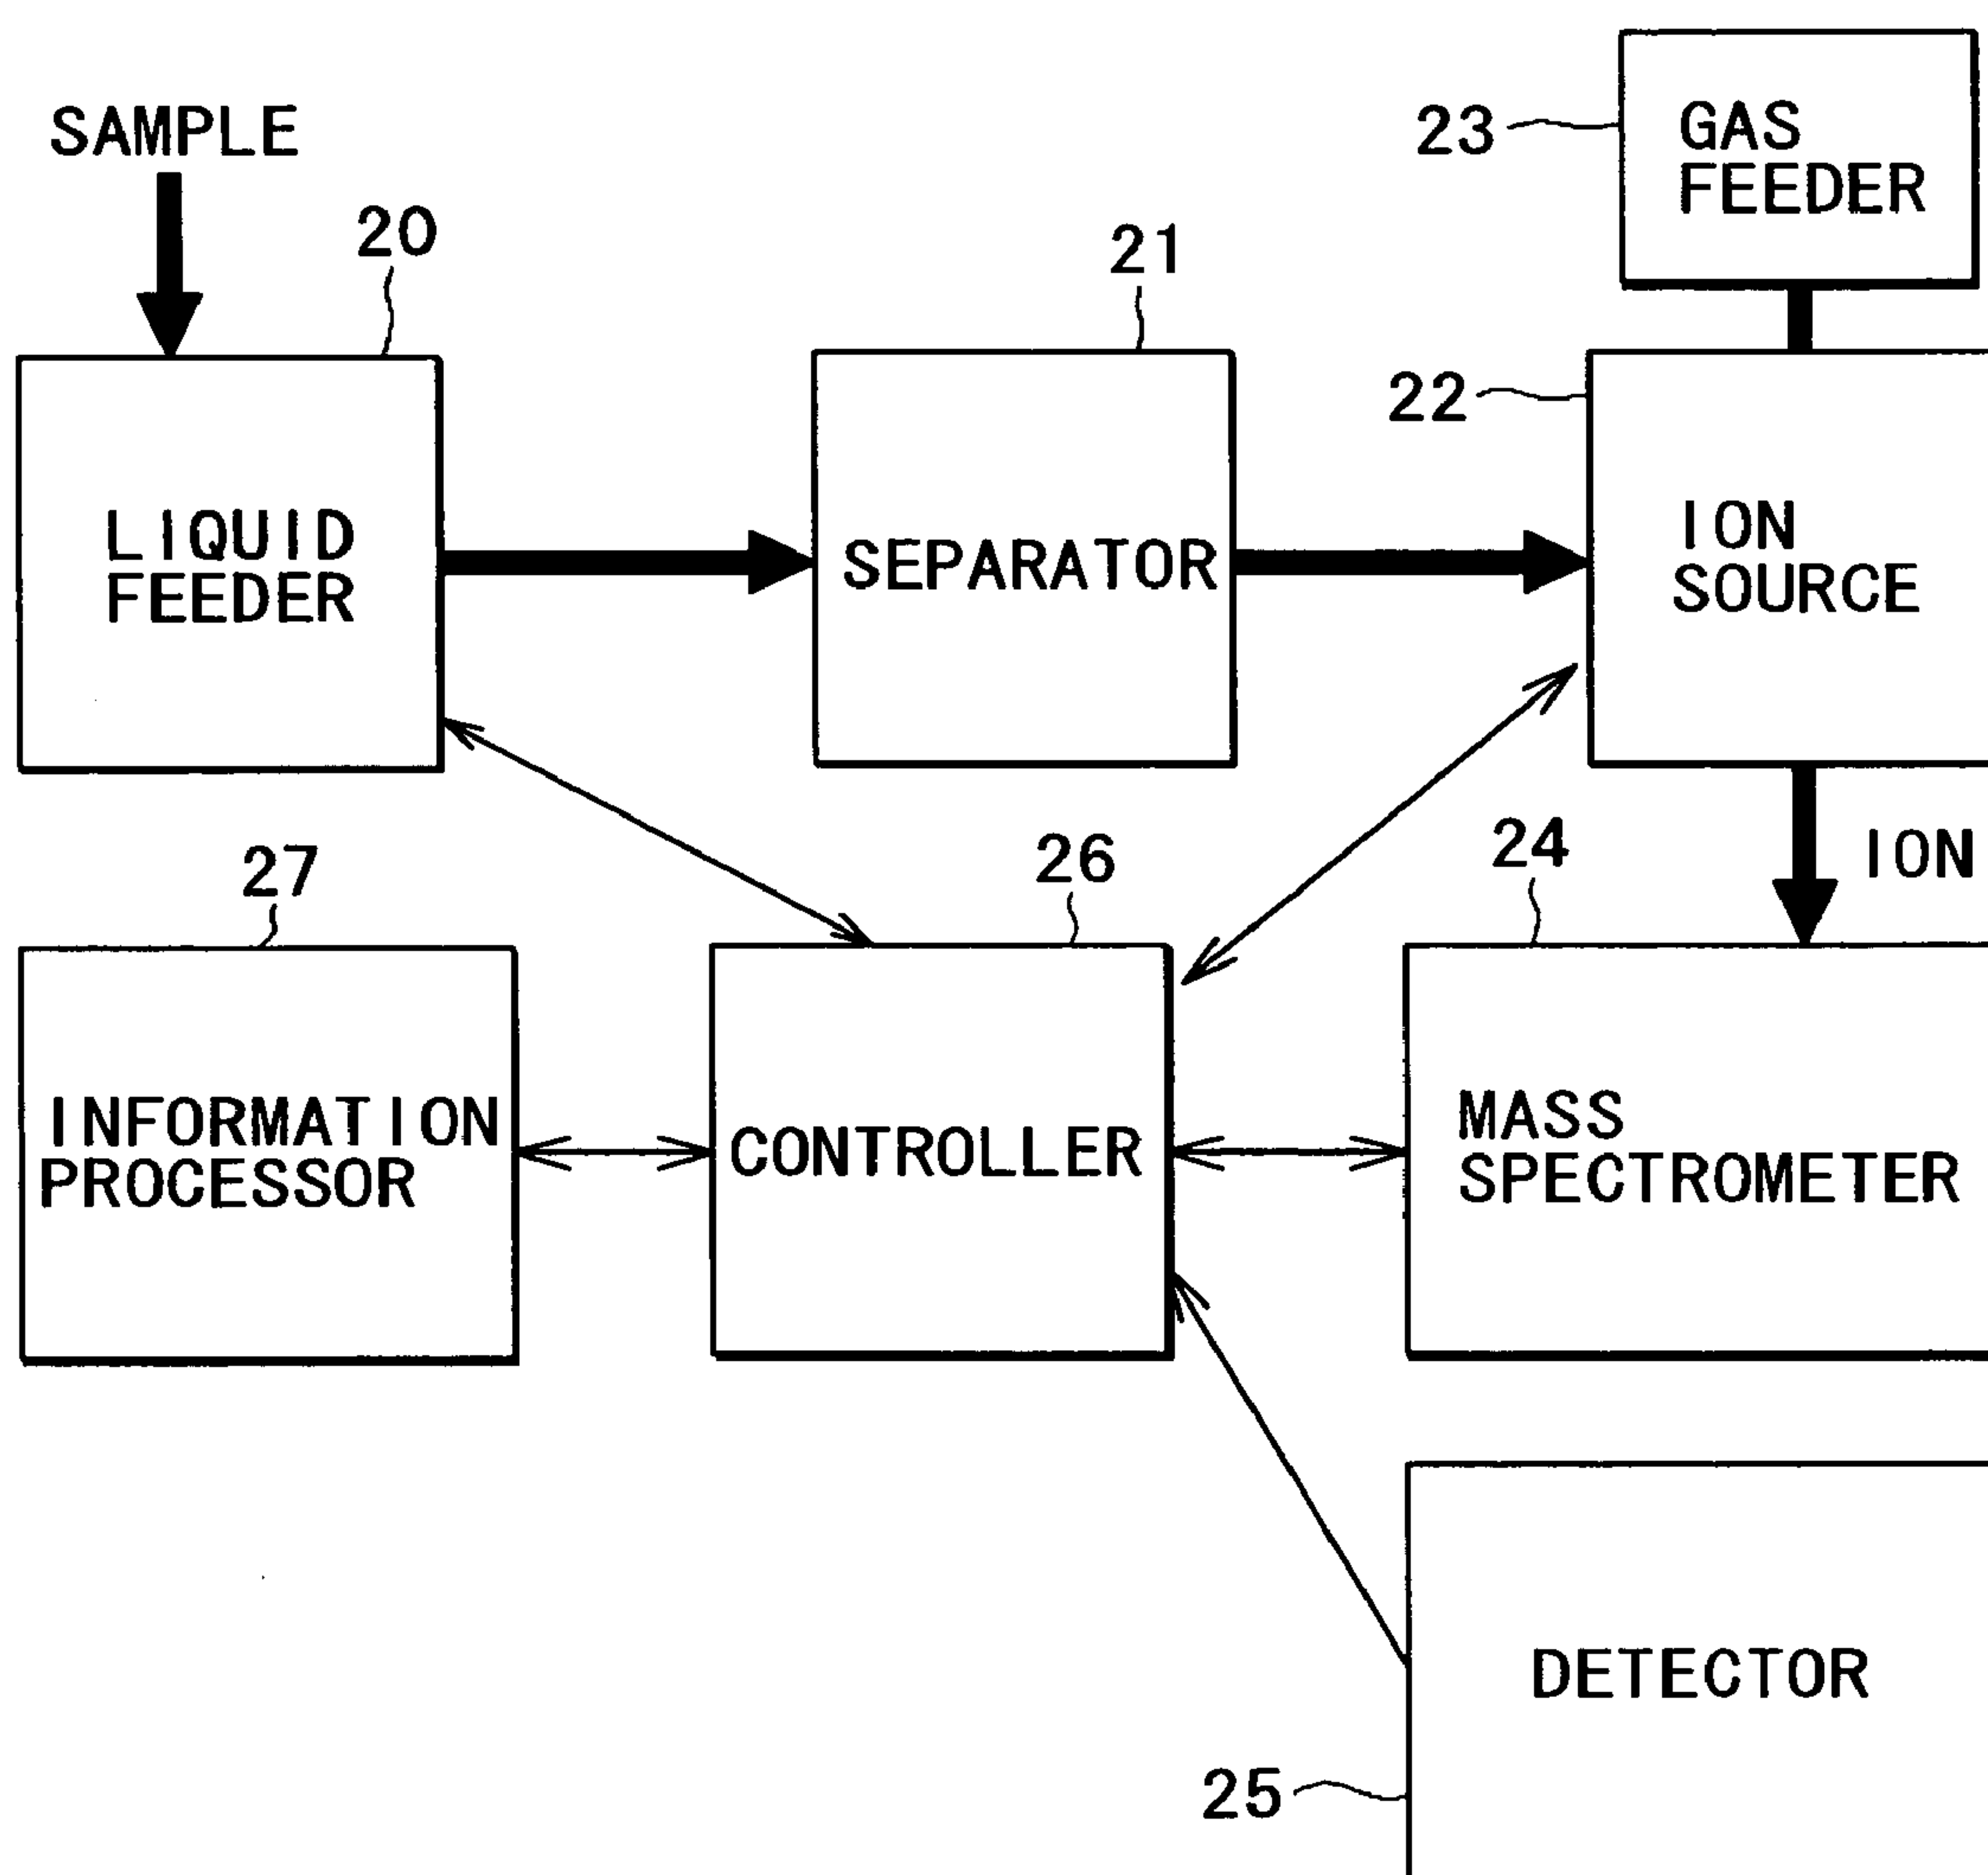 SAMPLE
20
21
23
GAS
FEEDER
22
LIQUID
FEEDER
SEPARATOR
ION
SOURCE
27
26
24
ION
INFORMATION
PROCESSOR
CONTROLLER
MASS
SPECTROMETER
DETECTOR
25